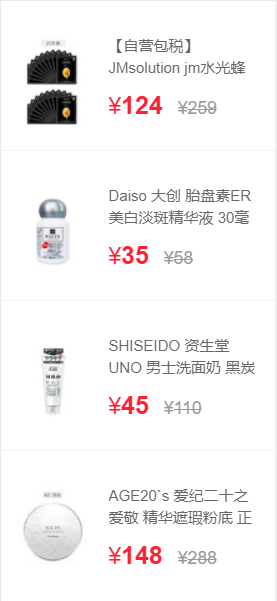 【自营包税】
JMsolution jm水光蜂
¥124 ¥259
Daiso 大创 胎盘素ER
美白淡斑精华液 30毫
¥35 ¥58
SHISEIDO 资生堂
UNO 男士洗面奶 黑炭
¥45 ¥110
AGE20`s 爱纪二十之
爱敬 精华遮瑕粉底 正
¥148 ¥288